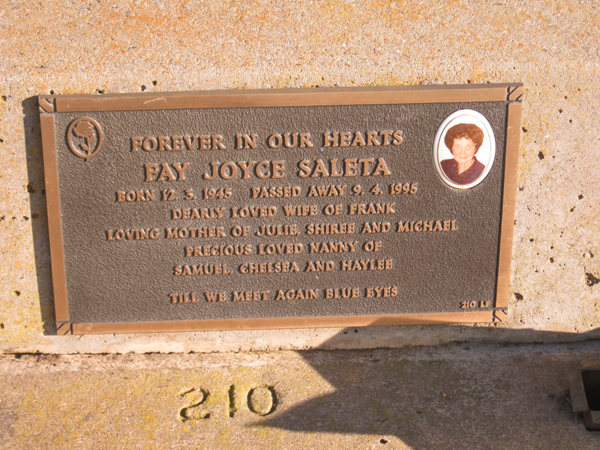 FOREVER IN OUR HEARTS
FAY JOYCE SALETA
BORN 12. 3. 1945 PASSED AWAY 9. 4. 1995
DEARLY LOVED WIFE OF FRANK
LOVING MOTHER OF JULIE, SHIREE AND MICHAEL
PRECIOUS LOVED NANNY OF
SAMUEL, CHELSEA AND HAYLEE
TILL WE MEET AGAIN BLUE EYES
210 LE
210